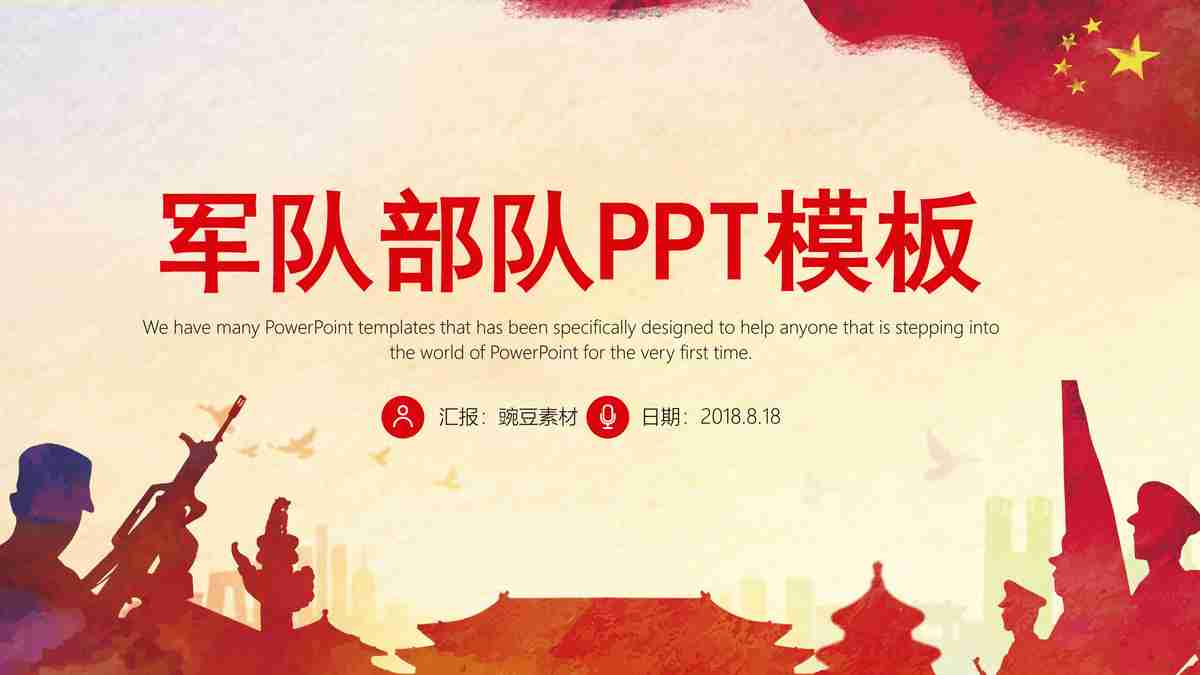 军队部队PPT模板
We have many PowerPoint templates that has been specifically designed to help anyone that is stepping into
the world of PowerPoint for the very first time.
汇报：豌豆素材 日期：2018.8.18